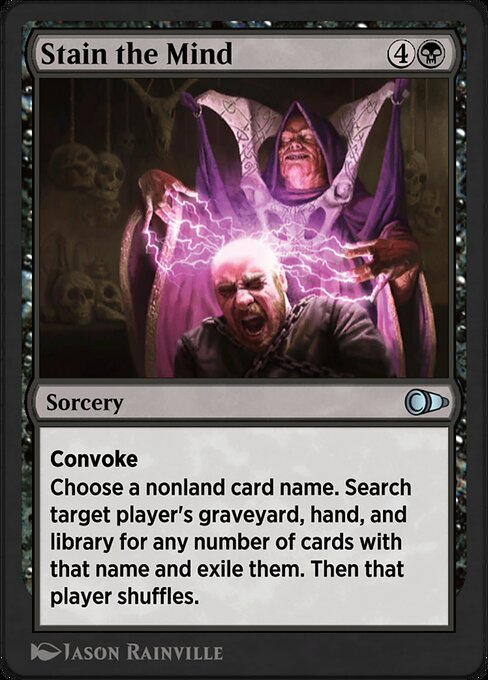 Stain the Mind 4
Sorcery
Convoke
Choose a nonland card name. Search
target player's graveyard, hand, and
library for any number of cards with
that name and exile them. Then that
player shuffles.
Jason Rainville